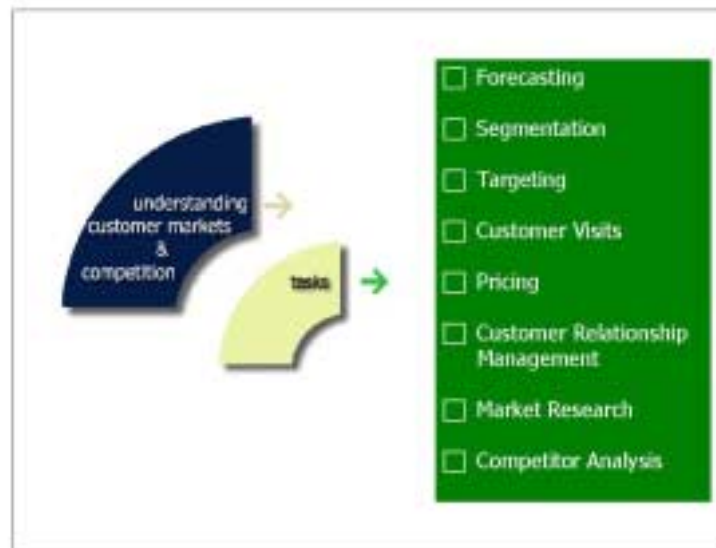 understanding
customer markets
&
competition
tasks
Forecasting
Segmentation
Targeting
Customer Visits
Pricing
Customer Relationship
Management
Market Research
Competitor Analysis